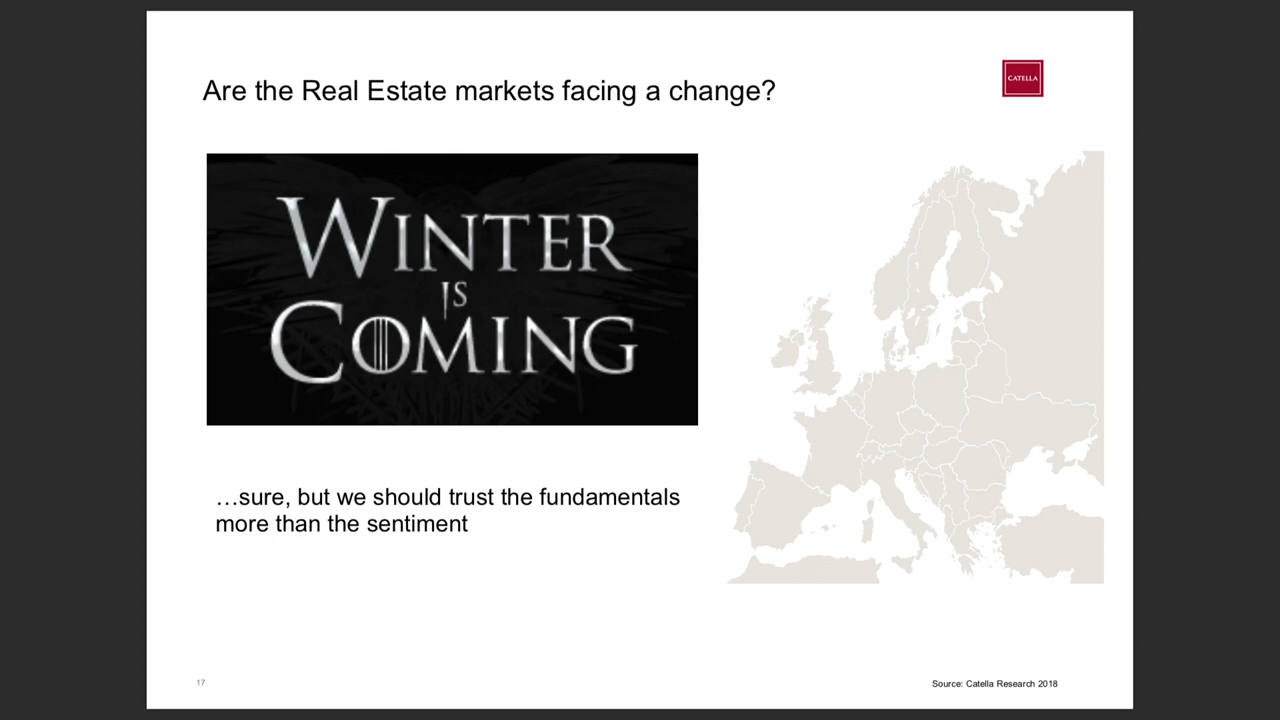 Are the Real Estate markets facing a change?
CATELLA
WINTER
IS
COMING
…sure, but we should trust the fundamentals
more than the sentiment
17
Source: Catella Research 2018